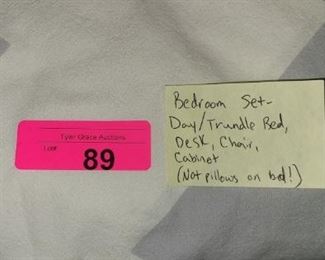 Tyler Grace Auctions
Lot#
89
Bedroom Set-
Day/Trundle Bed,
Desk, Chair,
Cabinet
(Not pillows on bed!)